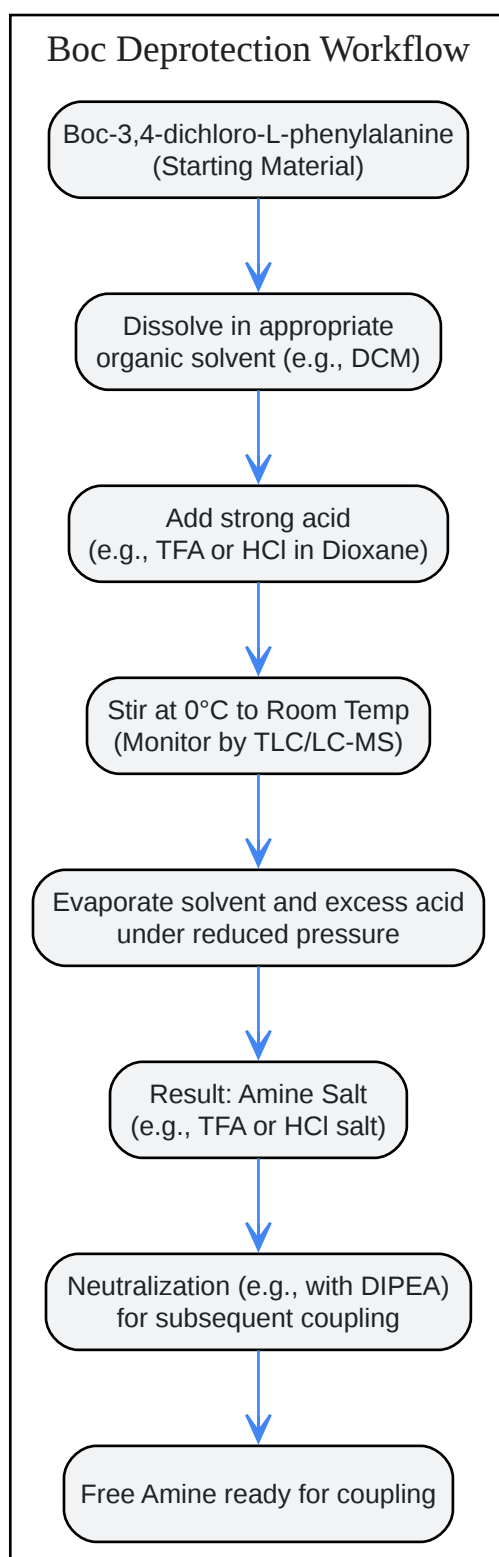 Boc Deprotection Workflow
Boc-3,4-dichloro-L-phenylalanine
(Starting Material)
Dissolve in appropriate
organic solvent (e.g., DCM)
Add strong acid
(e.g., TFA or HCl in Dioxane)
Stir at 0°C to Room Temp
(Monitor by TLC/LC-MS)
Evaporate solvent and excess acid
under reduced pressure
Result: Amine Salt
(e.g., TFA or HCl salt)
Neutralization (e.g., with DIPEA)
for subsequent coupling
Free Amine ready for coupling